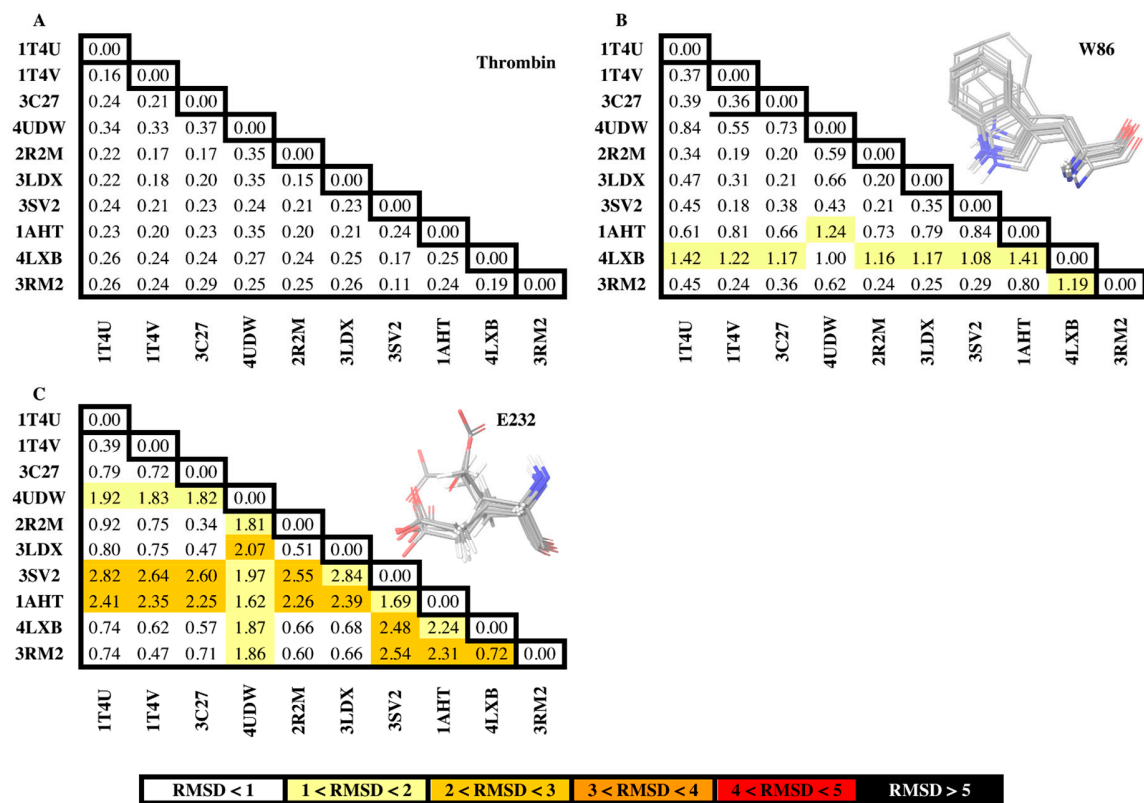 A
Thrombin
1T4U 0.00
1T4V 0.16 0.00
3C27 0.24 0.21 0.00
4UDW 0.34 0.33 0.37 0.00
2R2M 0.22 0.17 0.17 0.35 0.00
3LDX 0.22 0.18 0.20 0.35 0.15 0.00
3SV2 0.24 0.21 0.23 0.24 0.21 0.23 0.00
1AHT 0.23 0.20 0.23 0.35 0.20 0.21 0.24 0.00
4LXB 0.26 0.24 0.24 0.27 0.24 0.25 0.17 0.25 0.00
3RM2 0.26 0.24 0.29 0.25 0.25 0.26 0.11 0.24 0.19 0.00
1T4U 1T4V 3C27 4UDW 2R2M 3LDX 3SV2 1AHT 4LXB 3RM2
B
W86
1T4U 0.00
1T4V 0.37 0.00
3C27 0.39 0.36 0.00
4UDW 0.84 0.55 0.73 0.00
2R2M 0.34 0.19 0.20 0.59 0.00
3LDX 0.47 0.31 0.21 0.66 0.20 0.00
3SV2 0.45 0.18 0.38 0.43 0.21 0.35 0.00
1AHT 0.61 0.81 0.66 1.24 0.73 0.79 0.84 0.00
4LXB 1.42 1.22 1.17 1.00 1.16 1.17 1.08 1.41 0.00
3RM2 0.45 0.24 0.36 0.62 0.24 0.25 0.29 0.80 1.19 0.00
1T4U 1T4V 3C27 4UDW 2R2M 3LDX 3SV2 1AHT 4LXB 3RM2
C
E232
1T4U 0.00
1T4V 0.39 0.00
3C27 0.79 0.72 0.00
4UDW 1.92 1.83 1.82 0.00
2R2M 0.92 0.75 0.34 1.81 0.00
3LDX 0.80 0.75 0.47 2.07 0.51 0.00
3SV2 2.82 2.64 2.60 1.97 2.55 2.84 0.00
1AHT 2.41 2.35 2.25 1.62 2.26 2.39 1.69 0.00
4LXB 0.74 0.62 0.57 1.87 0.66 0.68 2.48 2.24 0.00
3RM2 0.74 0.47 0.71 1.86 0.60 0.66 2.54 2.31 0.72 0.00
1T4U 1T4V 3C27 4UDW 2R2M 3LDX 3SV2 1AHT 4LXB 3RM2
RMSD < 1 1 < RMSD < 2 2 < RMSD < 3 3 < RMSD < 4 4 < RMSD < 5 RMSD > 5